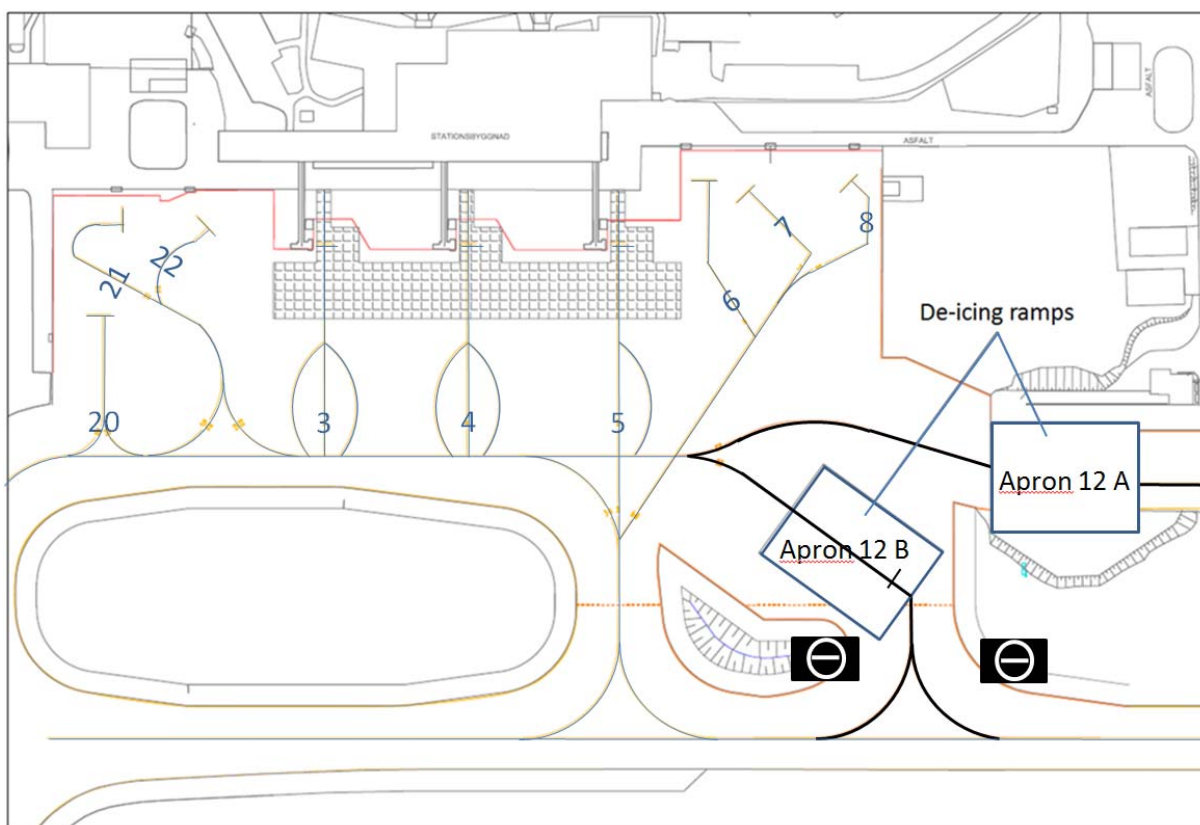 ASFALT
STATIONSBYGGNAD
ASFALT
7
8
22
21
6
De-icing ramps
20
3
4
5
Apron 12 A
Apron 12 B